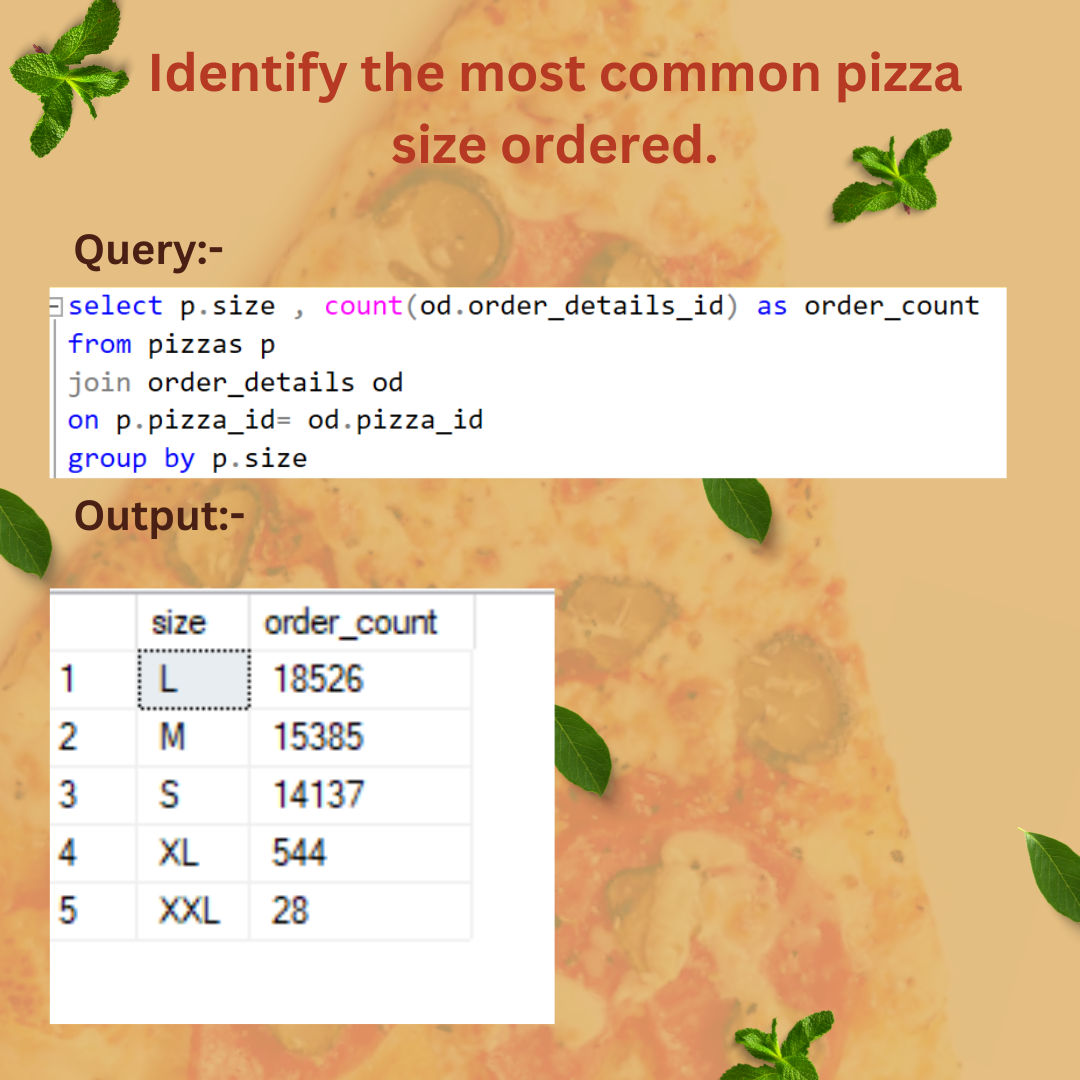 Identify the most common pizza
size ordered.
Query:-
select p.size , count(od.order_details_id) as order_count
from pizzas p
join order_details od
on p.pizza_id= od.pizza_id
group by p.size
Output:-
size order_count
1 L 18526
2 M 15385
3 S 14137
4 XL 544
5 XXL 28